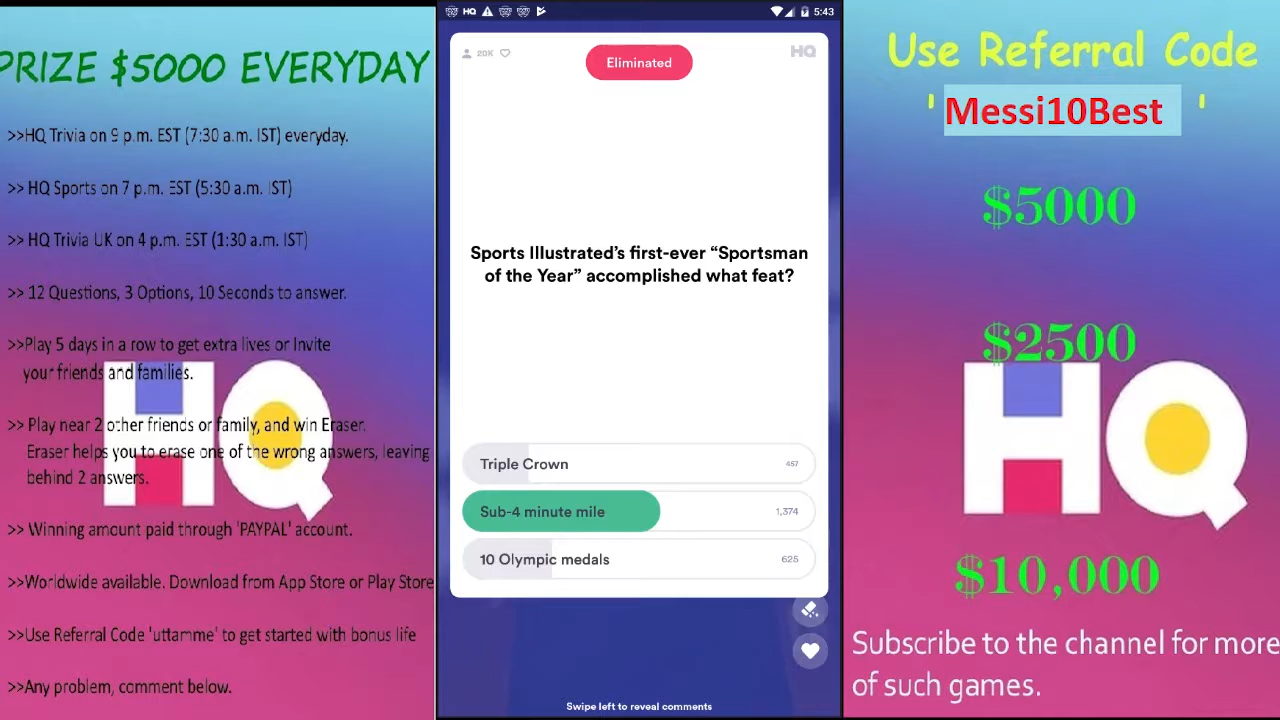 PRIZE $5000 EVERYDAY
>>HQ Trivia on 9 p.m. EST (7:30 a.m. IST) everyday.
>> HQ Sports on 7 p.m. EST (5:30 a.m. IST)
>> HQ Trivia UK on 4 p.m. EST (1:30 a.m. IST)
>> 12 Questions, 3 Options, 10 Seconds to answer.
>>Play 5 days in a row to get extra lives or Invite
your friends and families.
>> Play near 2 other friends or family, and win Eraser.
Eraser helps you to erase one of the wrong answers, leaving
behind 2 answers.
>> Winning amount paid through 'PAYPAL' account.
>>Worldwide available. Download from App Store or Play Store
>>Use Referral Code 'uttamme' to get started with bonus life
>>Any problem, comment below.
HQ
HQ
5:43
20K
Eliminated
HQ
Sports Illustrated’s first-ever “Sportsman
of the Year” accomplished what feat?
Triple Crown 457
Sub-4 minute mile 1,374
10 Olympic medals 625
Swipe left to reveal comments
Use Referral Code
' Messi10Best '
$5000
$2500
HQ
$10,000
Subscribe to the channel for more
of such games.